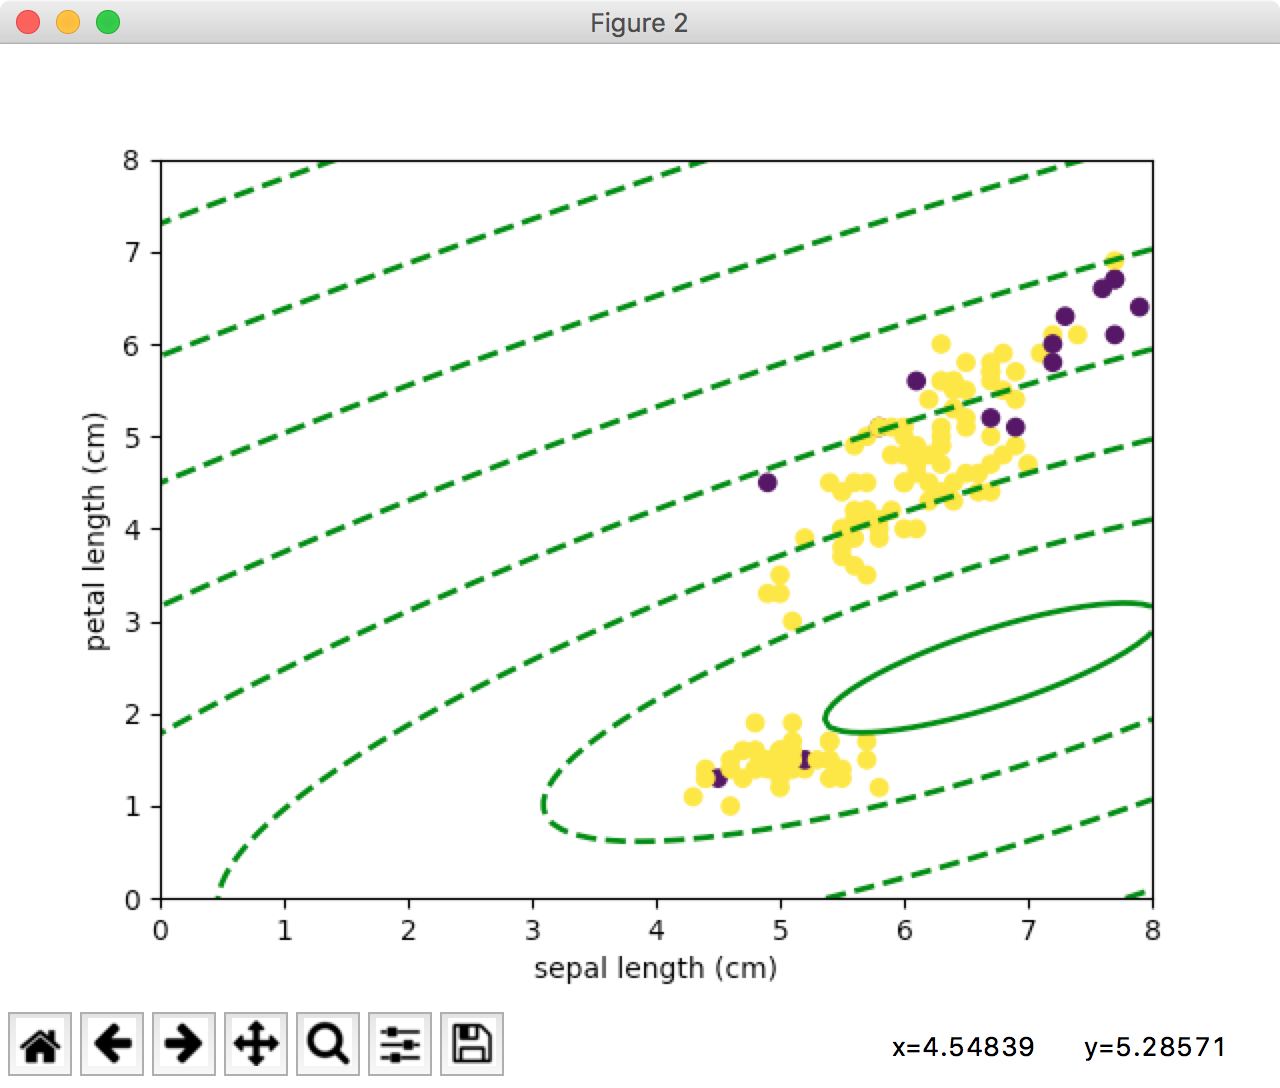 Figure 2
8
7
6
5
4
3
2
1
0
petal length (cm)
0 1 2 3 4 5 6 7 8
sepal length (cm)
x=4.54839 y=5.28571